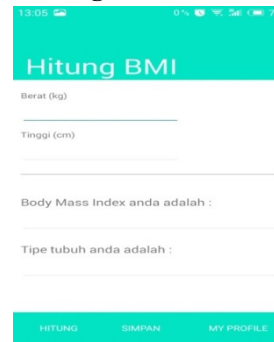 13:05
Hitung BMI
Berat (kg)
Tinggi (cm)
Body Mass Index anda adalah :
Tipe tubuh anda adalah :
HITUNG SIMPAN MY PROFILE